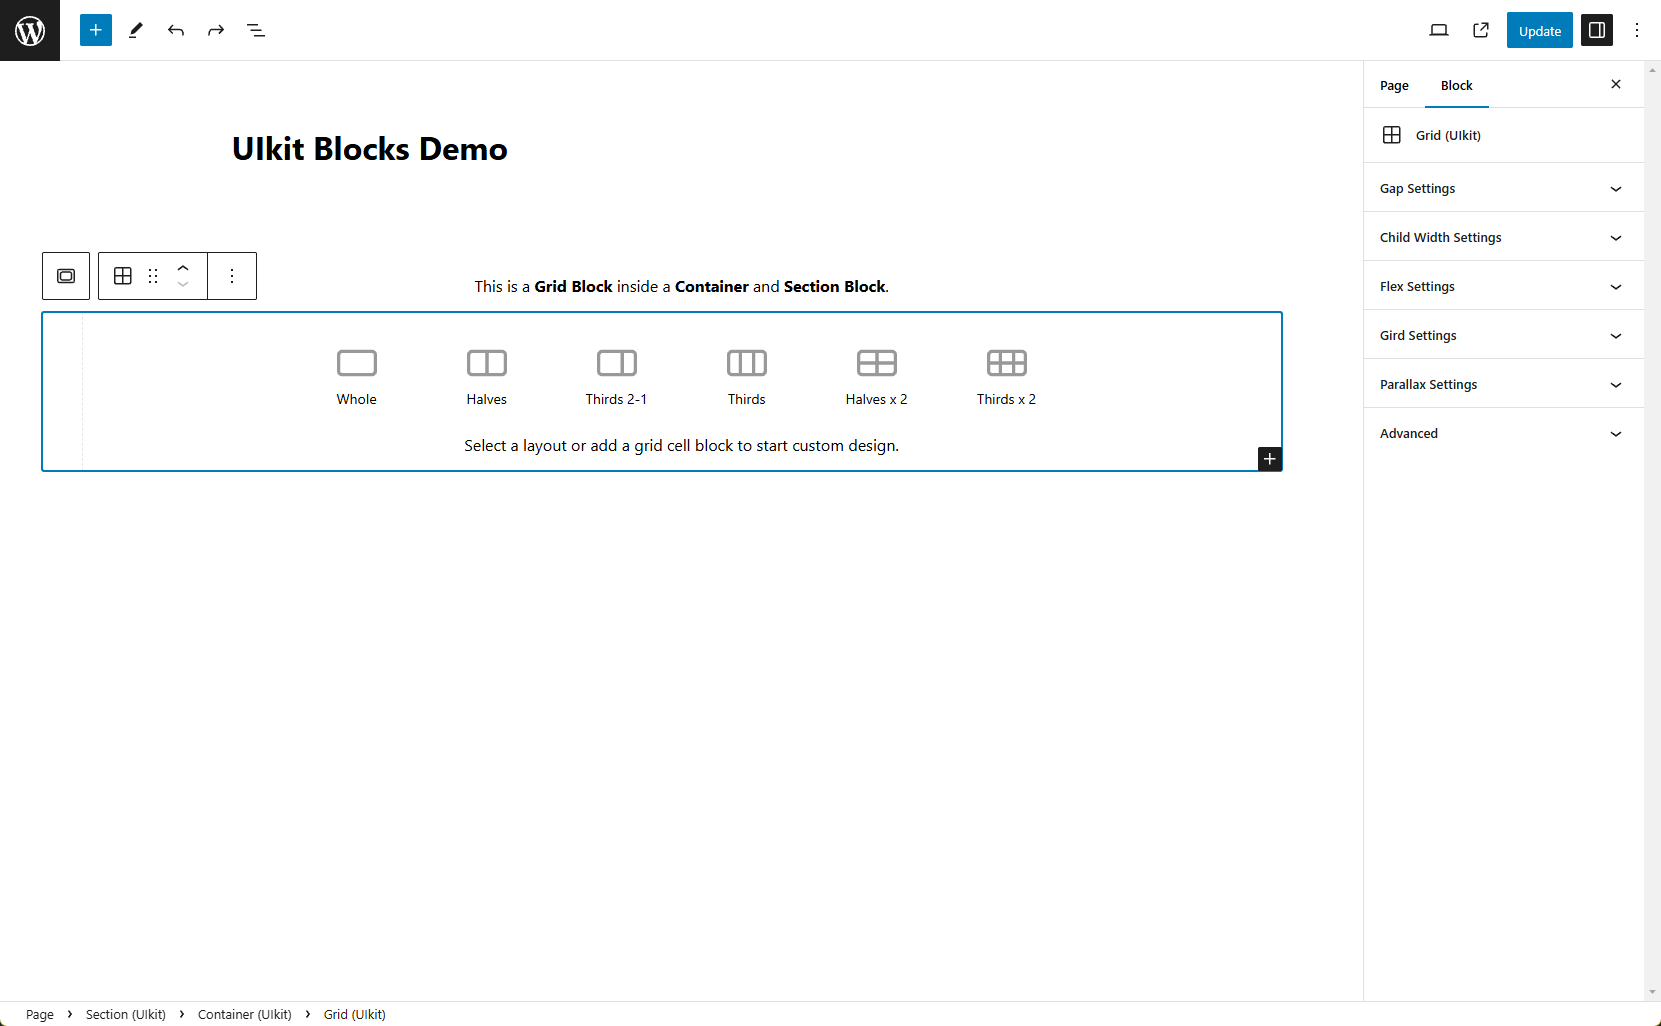 Update
Page Block
UIkit Blocks Demo
Grid (UIkit)
Gap Settings
Child Width Settings
Flex Settings
Gird Settings
Parallax Settings
Advanced
This is a Grid Block inside a Container and Section Block.
Whole Halves Thirds 2-1 Thirds Halves x 2 Thirds x 2
Select a layout or add a grid cell block to start custom design.
Page › Section (UIkit) › Container (UIkit) › Grid (UIkit)